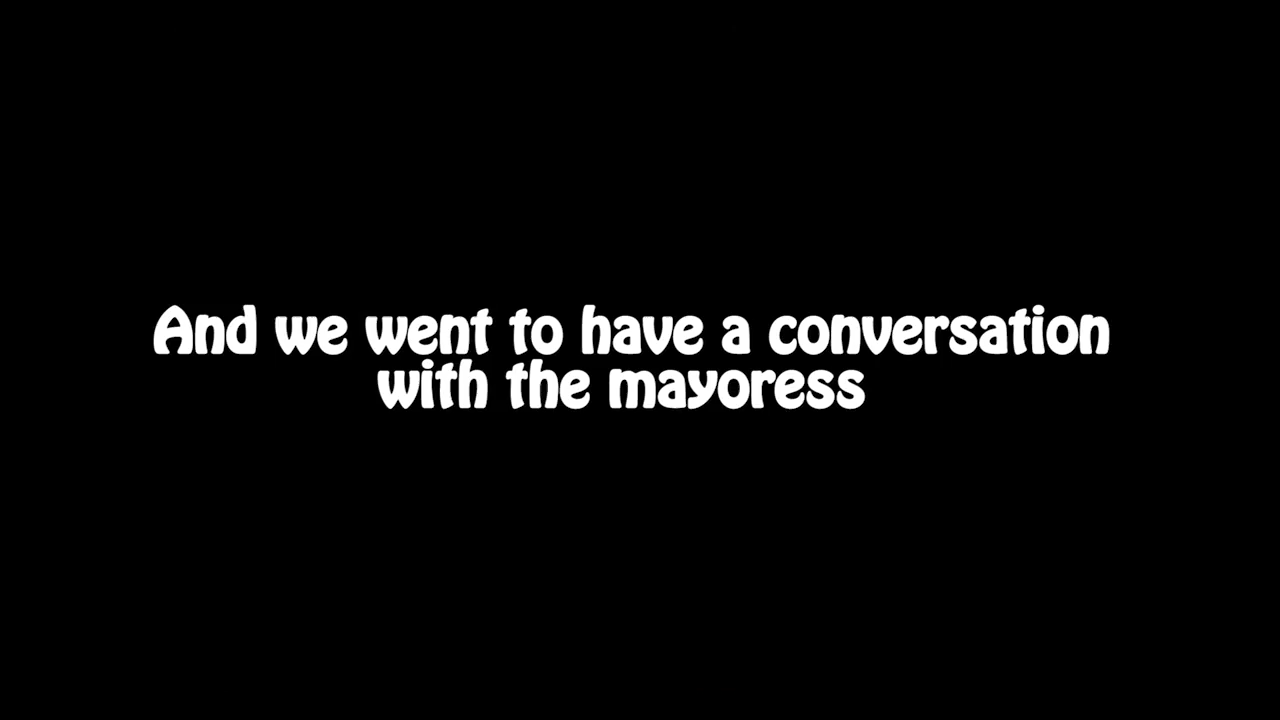 And we went to have a conversation
with the mayoress